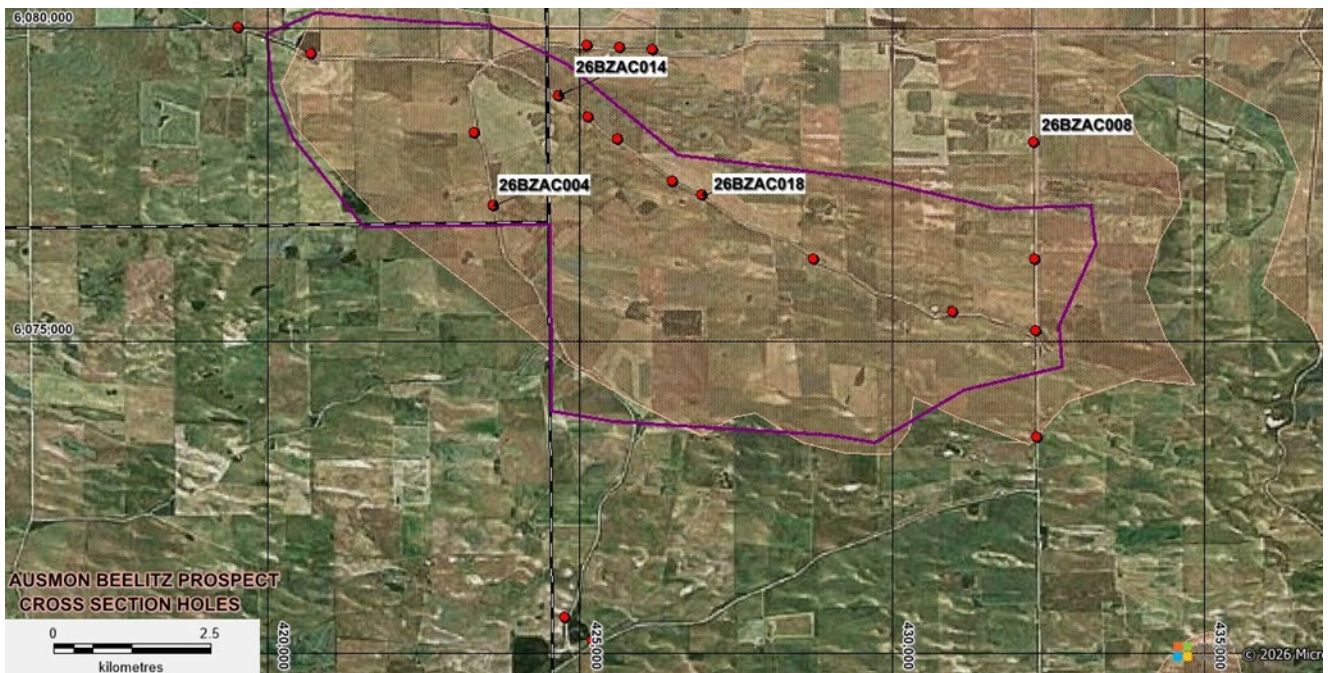 6,080,000
26BZAC014
26BZAC008
26BZAC004
26BZAC018
6,075,000
AUSMON BEELITZ PROSPECT
CROSS SECTION HOLES
0 2.5
kilometres
420,000
425,000
430,000
435,000
© 2026 Micro